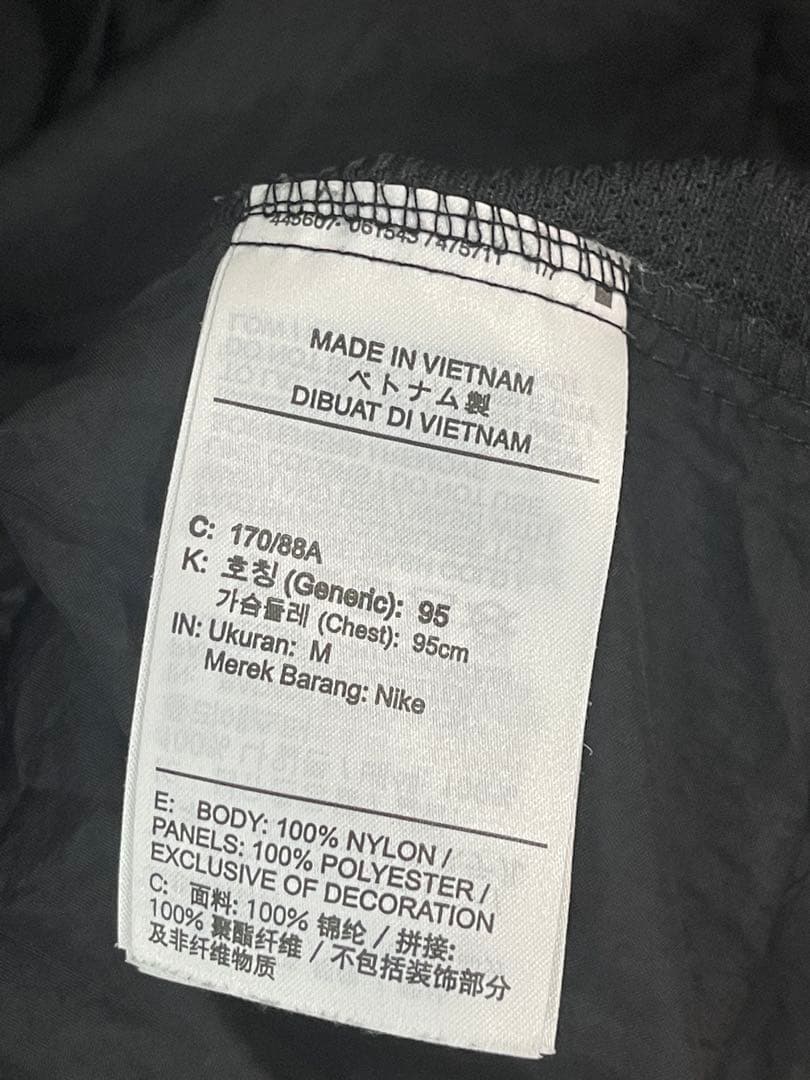 MADE IN VIETNAM
ベトナム製
DIBUAT DI VIETNAM
C: 170/88A
K: 호칭 (Generic): 95
가슴둘레 (Chest): 95cm
IN: Ukuran: M
Merek Barang: Nike
E: BODY: 100% NYLON /
PANELS: 100% POLYESTER /
EXCLUSIVE OF DECORATION
C: 面料: 100% 锦纶 / 拼接:
100% 聚酯纤维 / 不包括装饰部分
及非纤维物质